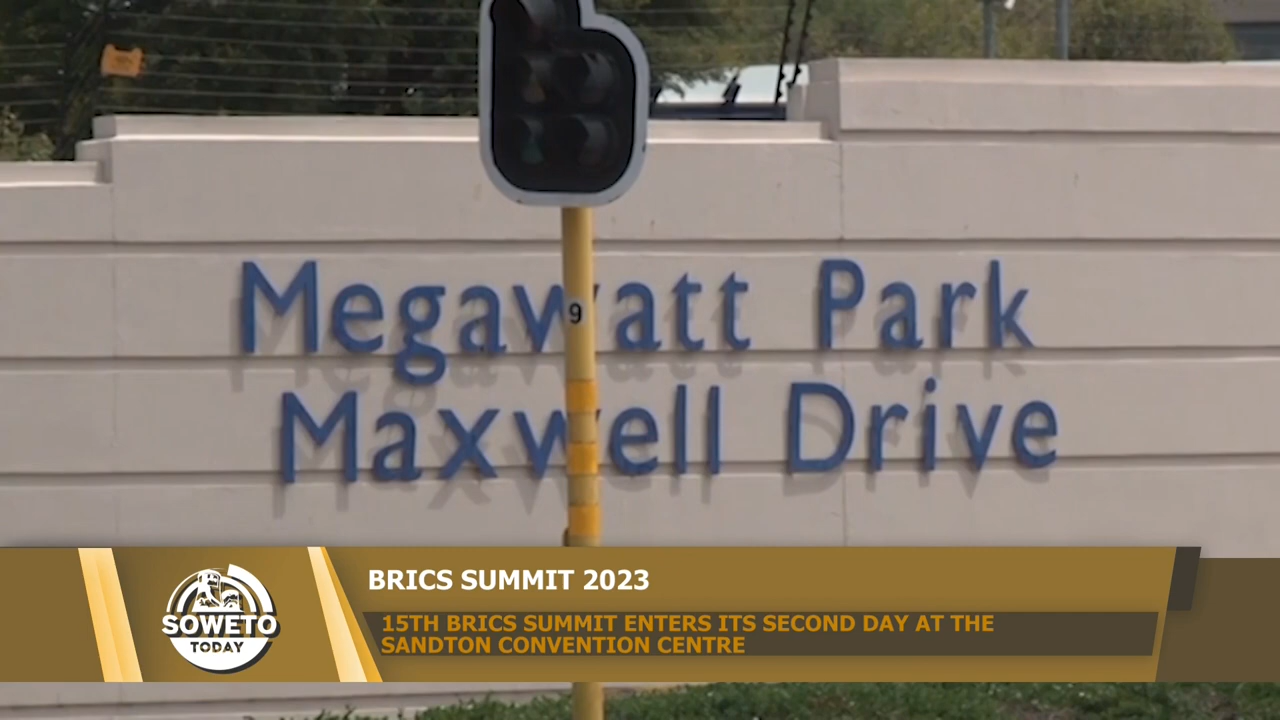 Megawatt Park
9
Maxwell Drive
BRICS SUMMIT 2023
15TH BRICS SUMMIT ENTERS ITS SECOND DAY AT THE
SANDTON CONVENTION CENTRE
SOWETO
TODAY